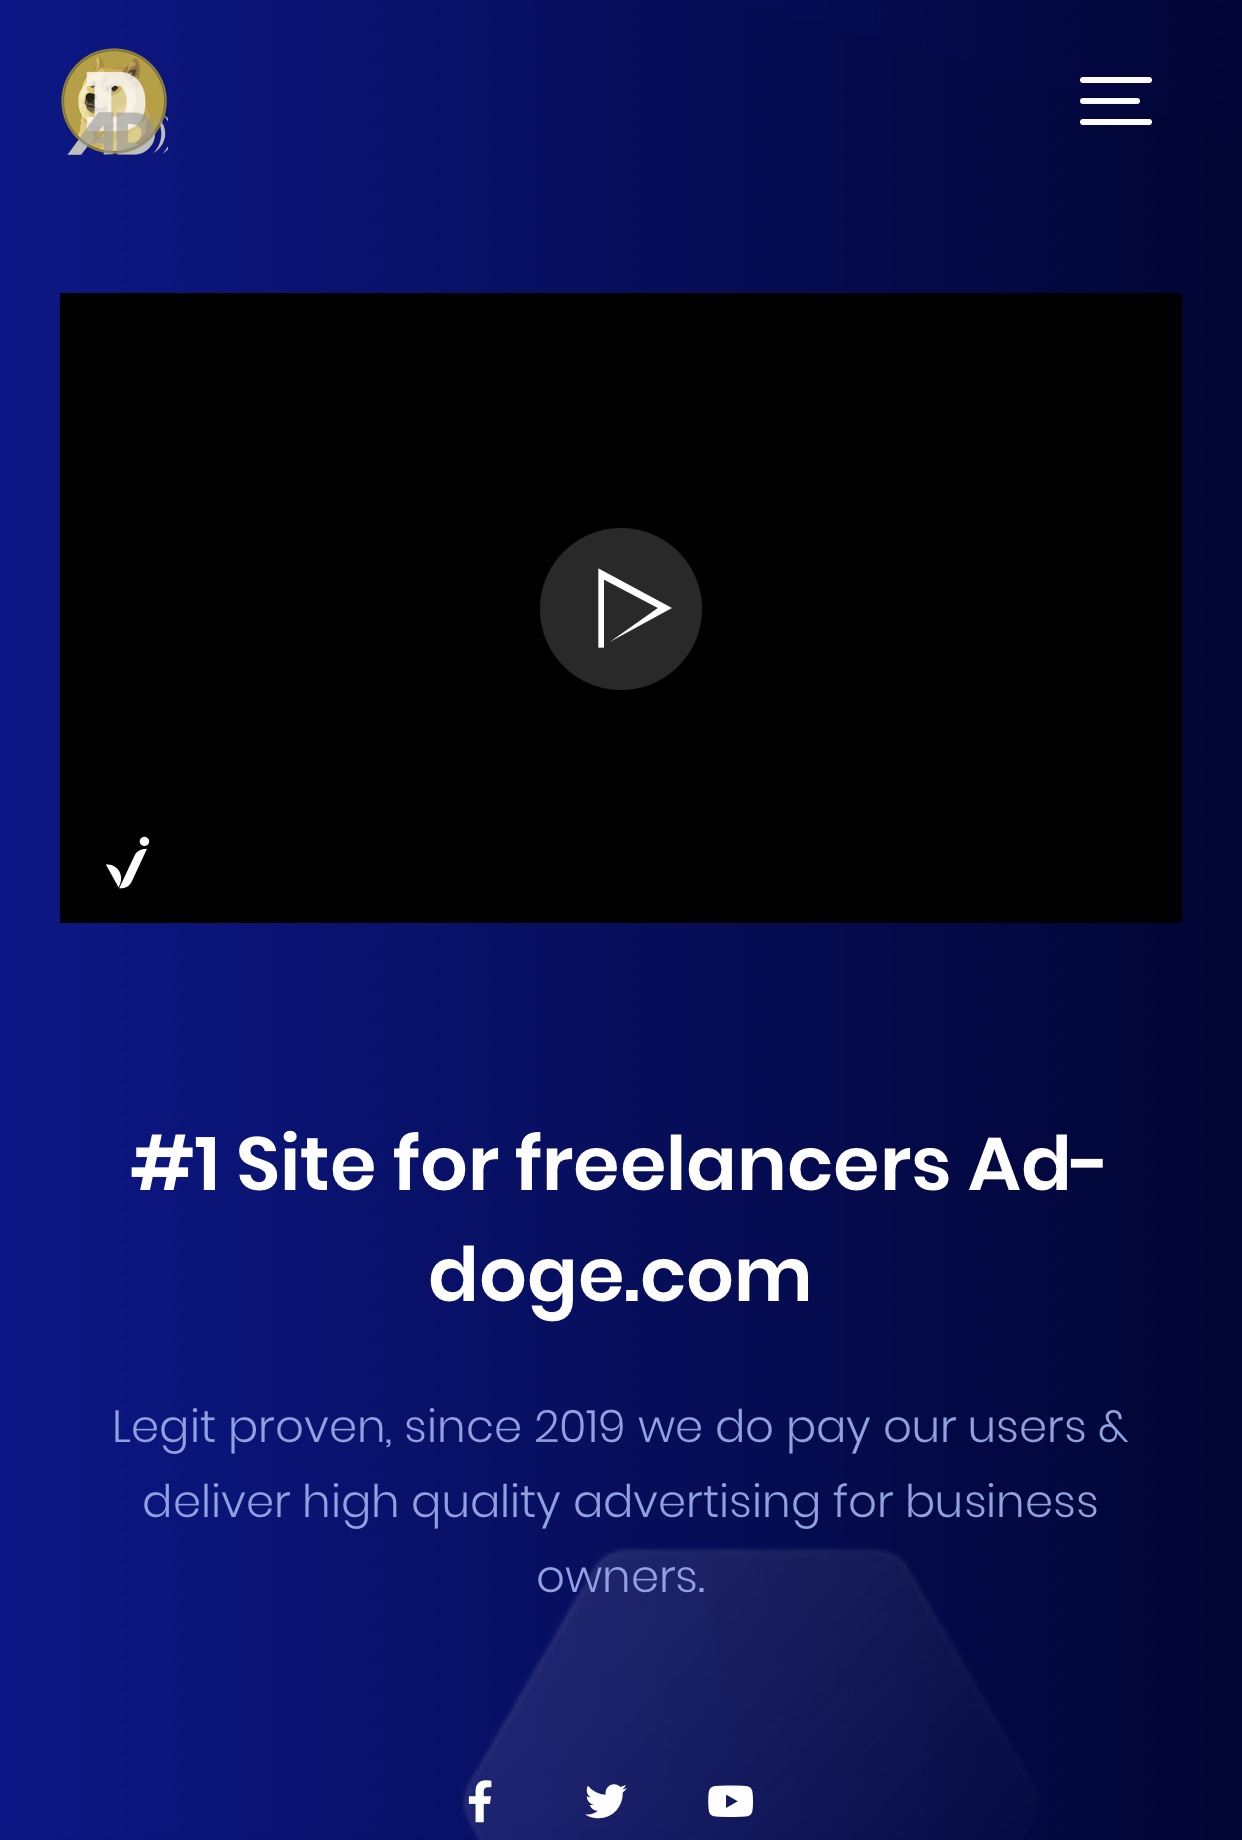 D
AD
#1 Site for freelancers Ad-
doge.com
Legit proven, since 2019 we do pay our users &
deliver high quality advertising for business
owners.